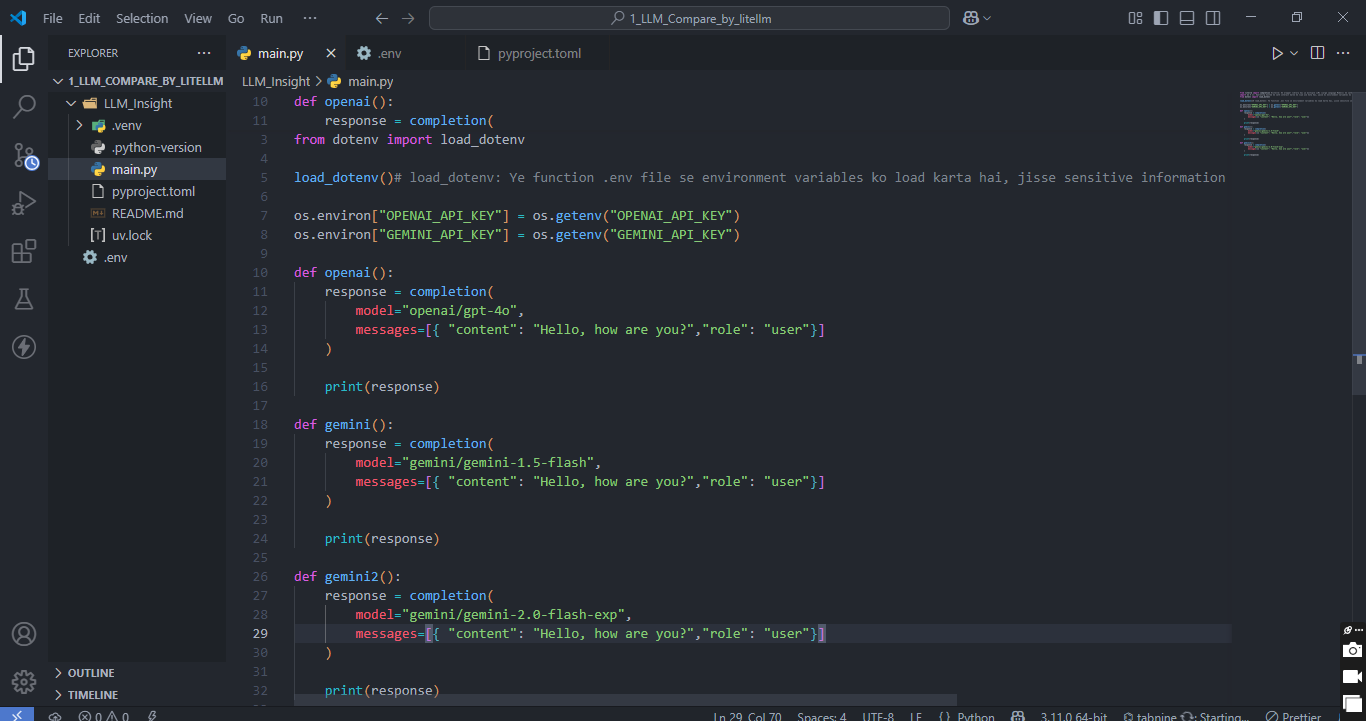 File Edit Selection View Go Run ··· 1_LLM_Compare_by_litellm
EXPLORER ···
1_LLM_COMPARE_BY_LITELLM
LLM_Insight
.venv
.python-version
main.py
pyproject.toml
README.md
uv.lock
.env
OUTLINE
TIMELINE
main.py .env pyproject.toml
LLM_Insight > main.py
10 def openai():
11 response = completion(
3 from dotenv import load_dotenv
4
5 load_dotenv()# load_dotenv: Ye function .env file se environment variables ko load karta hai, jisse sensitive information
6
7 os.environ["OPENAI_API_KEY"] = os.getenv("OPENAI_API_KEY")
8 os.environ["GEMINI_API_KEY"] = os.getenv("GEMINI_API_KEY")
9
10 def openai():
11 response = completion(
12 model="openai/gpt-4o",
13 messages=[{ "content": "Hello, how are you?","role": "user"}]
14 )
15
16 print(response)
17
18 def gemini():
19 response = completion(
20 model="gemini/gemini-1.5-flash",
21 messages=[{ "content": "Hello, how are you?","role": "user"}]
22 )
23
24 print(response)
25
26 def gemini2():
27 response = completion(
28 model="gemini/gemini-2.0-flash-exp",
29 messages=[{ "content": "Hello, how are you?","role": "user"}]
30 )
31
32 print(response)
0 0 Ln 29, Col 70 Spaces: 4 UTF-8 LF {} Python 3.11.0 64-bit tabnine Starting... Prettier